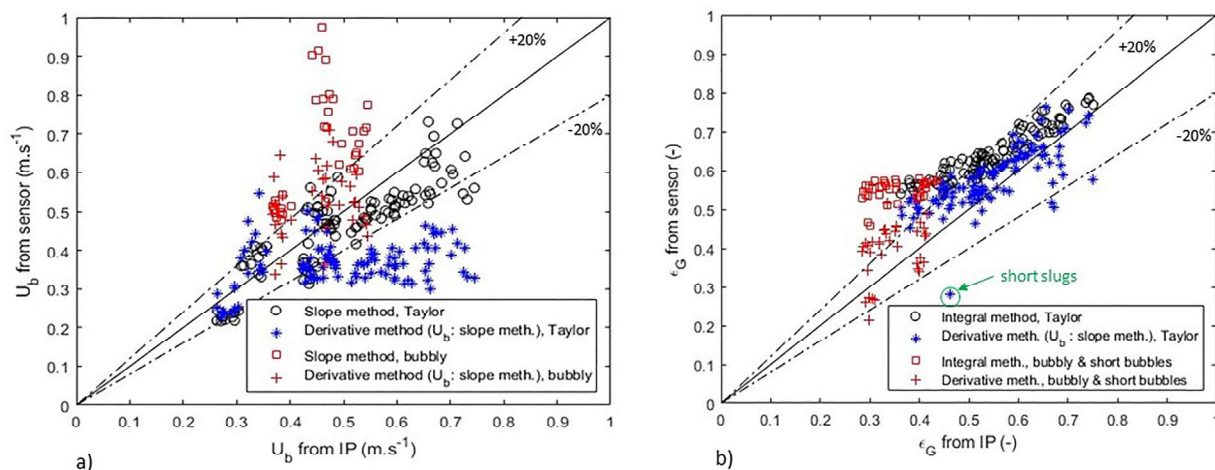 1
0.9
0.8
0.7
0.6
0.5
0.4
0.3
0.2
0.1
0
U_b from sensor (m.s⁻¹)
+20%
-20%
Slope method, Taylor
Derivative method (U_b: slope meth.), Taylor
Slope method, bubbly
Derivative method (U_b: slope meth.), bubbly
0 0.1 0.2 0.3 0.4 0.5 0.6 0.7 0.8 0.9 1
U_b from IP (m.s⁻¹)
a)
1
0.9
0.8
0.7
0.6
0.5
0.4
0.3
0.2
0.1
0
ϵ_G from sensor (-)
+20%
-20%
short slugs
Integral method, Taylor
Derivative meth. (U_b : slope meth.), Taylor
Integral meth., bubbly & short bubbles
Derivative meth., bubbly & short bubbles
0 0.1 0.2 0.3 0.4 0.5 0.6 0.7 0.8 0.9 1
ϵ_G from IP (-)
b)